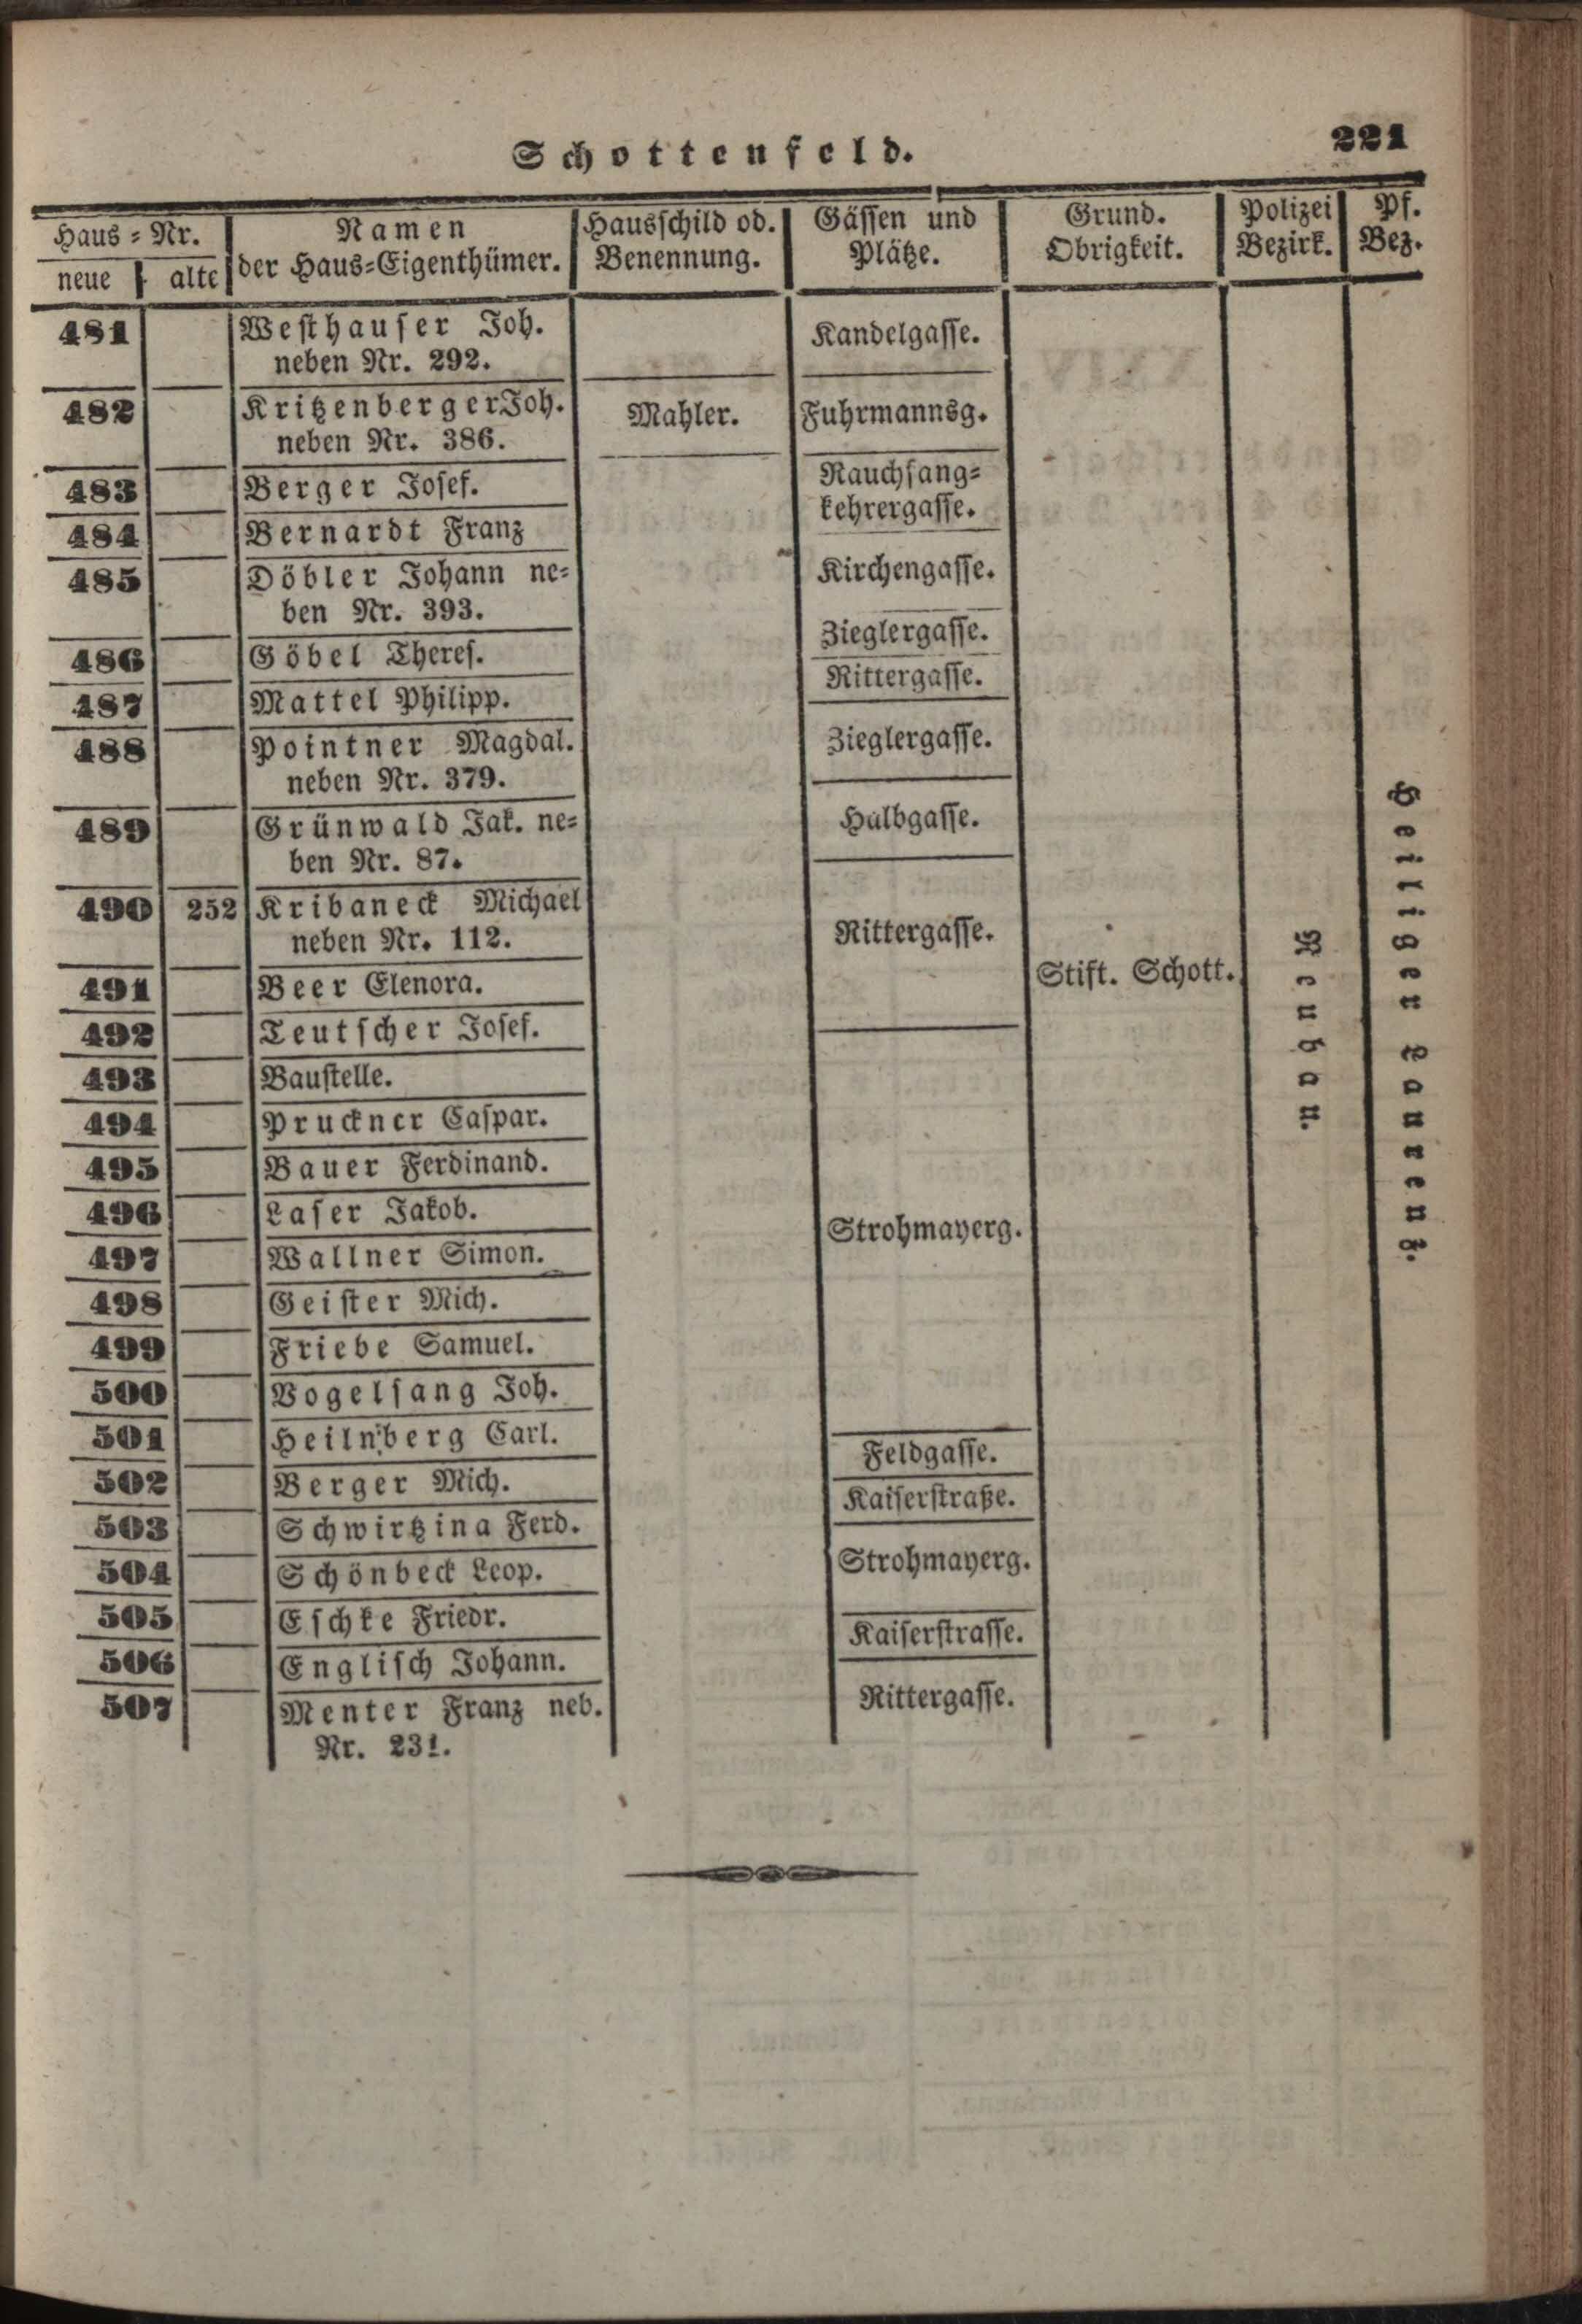 Schottenfeld.
221
Haus-Nr.
neue
alte
Namen
der Haus-Eigenthümer.
Hausschild od.
Benennung.
Gässen und
Plätze.
Grund.
Obrigkeit.
Polizei
Bezirk.
Pf.
Bez.
481 Westhauser Joh. Kandelgasse.
neben Nr. 292.
482 Kritzenberger Joh. Mahler. Fuhrmannsg.
neben Nr. 386.
483 Berger Josef. Rauchfang-
484 Bernardt Franz kehrergasse.
485 Döbler Johann ne- Kirchengasse.
ben Nr. 393.
Zieglergasse.
486 Göbel Theres.
Rittergasse.
487 Mattel Philipp.
488 Pointner Magdal. Zieglergasse.
neben Nr. 379.
489 Grünwald Jak. ne- Halbgasse.
ben Nr. 87.
490 252 Kribaneck Michael Rittergasse.
neben Nr. 112.
491 Beer Elenora. Stift. Schott. Neubau. Heiligen Laurenz.
492 Teutscher Josef.
493 Baustelle.
494 Pruckner Caspar.
495 Bauer Ferdinand.
496 Laser Jakob. Strohmayerg.
497 Wallner Simon.
498 Geister Mich.
499 Friebe Samuel.
500 Vogelsang Joh.
501 Heilnberg Carl. Feldgasse.
502 Berger Mich. Kaiserstraße.
503 Schwirtzina Ferd.
504 Schönbeck Leop. Strohmayerg.
505 Eschke Friedr. Kaiserstrasse.
506 Englisch Johann.
507 Menter Franz neb. Rittergasse.
Nr. 231.